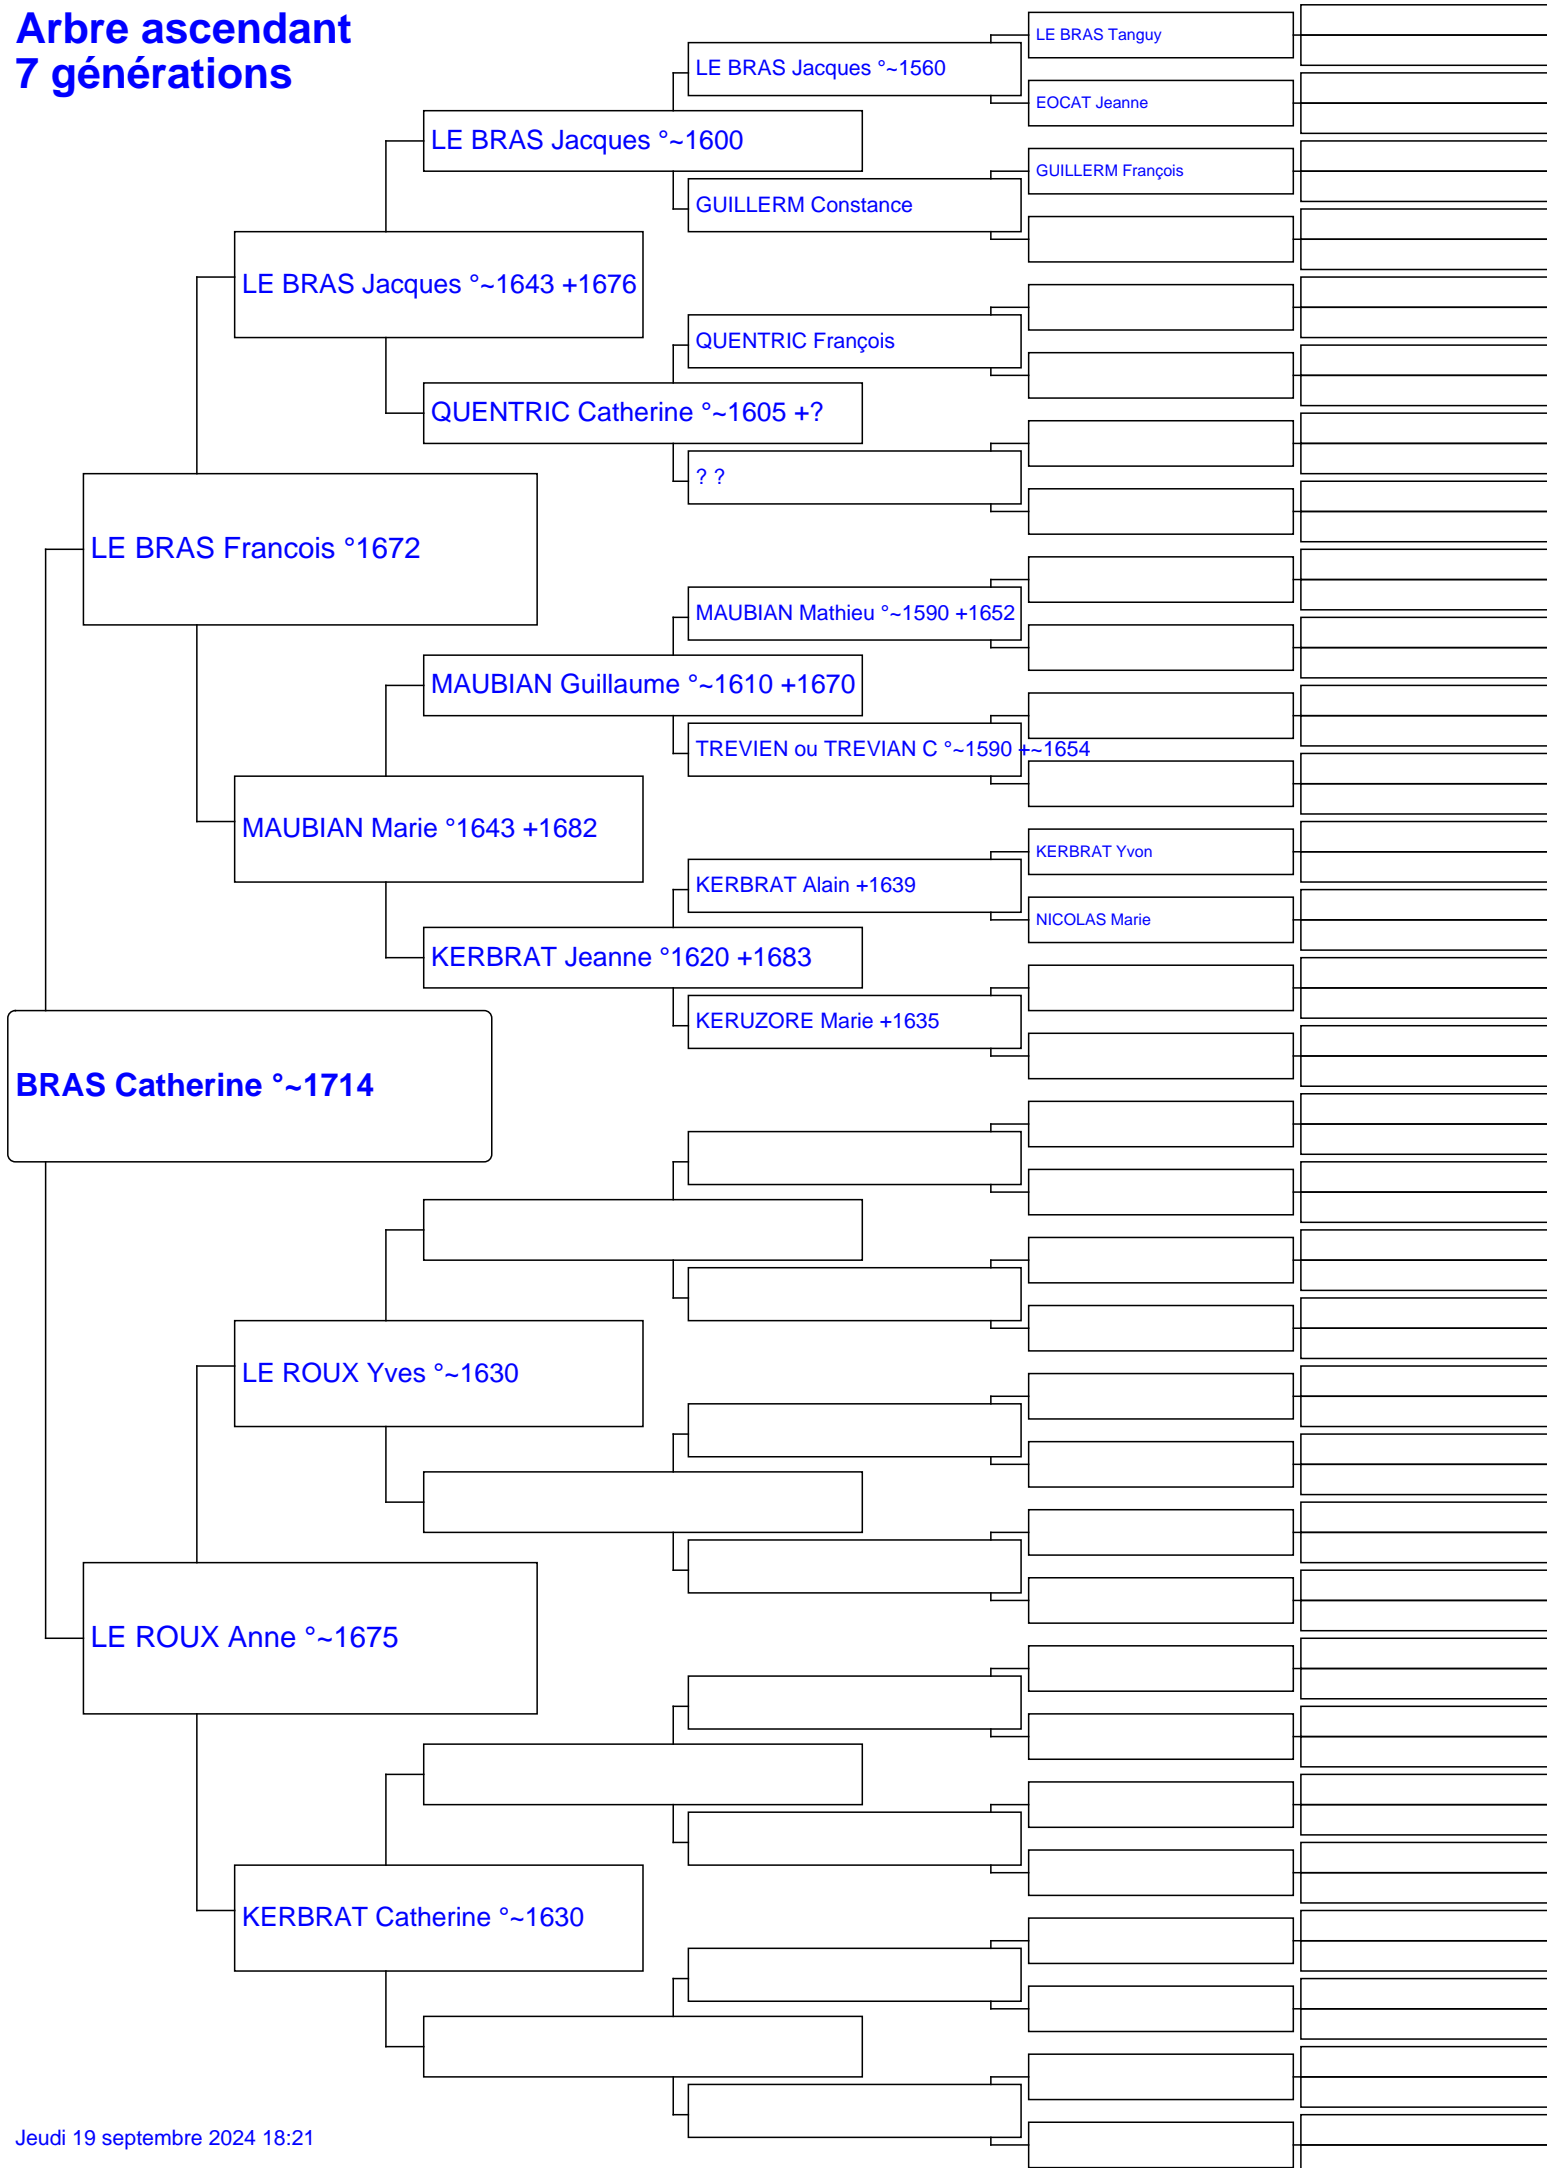 Arbre ascendant
7 générations
LE BRAS Tanguy
LE BRAS Jacques °~1560
EOCAT Jeanne
LE BRAS Jacques °~1600
GUILLERM François
GUILLERM Constance
LE BRAS Jacques °~1643 +1676
QUENTRIC François
QUENTRIC Catherine °~1605 +?
? ?
LE BRAS Francois °1672
MAUBIAN Mathieu °~1590 +1652
MAUBIAN Guillaume °~1610 +1670
TREVIEN ou TREVIAN C °~1590 +~1654
MAUBIAN Marie °1643 +1682
KERBRAT Yvon
KERBRAT Alain +1639
NICOLAS Marie
KERBRAT Jeanne °1620 +1683
KERUZORE Marie +1635
BRAS Catherine °~1714
LE ROUX Yves °~1630
LE ROUX Anne °~1675
KERBRAT Catherine °~1630
Jeudi 19 septembre 2024 18:21